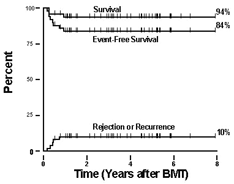 100
Survival
94%
84%
Event-Free Survival
75
Percent
50
25
Rejection or Recurrence
10%
0
0 2 4 6 8
Time (Years after BMT)